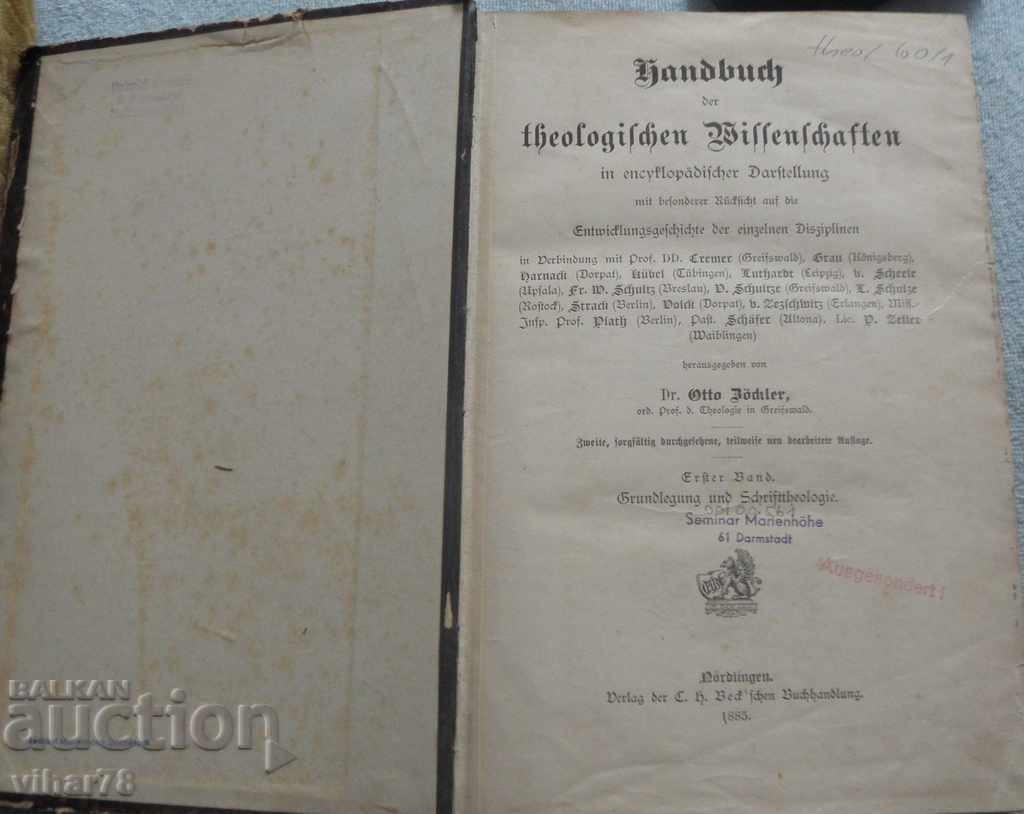 Theol 60/1
Handbuch
der
theologiſchen Wiſſenſchaften
in encyklopädiſcher Darſtellung
mit beſonderer Rückſicht auf die
Entwicklungsgeſchichte der einzelnen Disziplinen
in Verbindung mit Prof. DD. Cremer (Greifswald), Grau (Königsberg),
Harnack (Dorpat), Kübel (Tübingen), Luthardt (Leipzig), v. Scheele
(Upſala), Fr. W. Schultz (Breslau), V. Schultze (Greifswald), L. Schulze
(Roſtock), Strack (Berlin), Volck (Dorpat), v. Zezſchwitz (Erlangen), Miſſ.-
Inſp. Prof. Plath (Berlin), Paſt. Schäfer (Altona), Lic. P. Zeller
(Waiblingen)
herausgegeben von
Dr. Otto Zöckler,
ord. Prof. d. Theologie in Greifswald.
Zweite, ſorgfältig durchgeſehene, teilweiſe neu bearbeitete Auflage.
Erſter Band.
Grundlegung und Schrifttheologie.
Seminar Marienhöhe
61 Darmstadt
Ausgesondert!
Nördlingen.
Verlag der C. H. Beck'ſchen Buchhandlung.
1885.
BALKAN
auction
vihar78